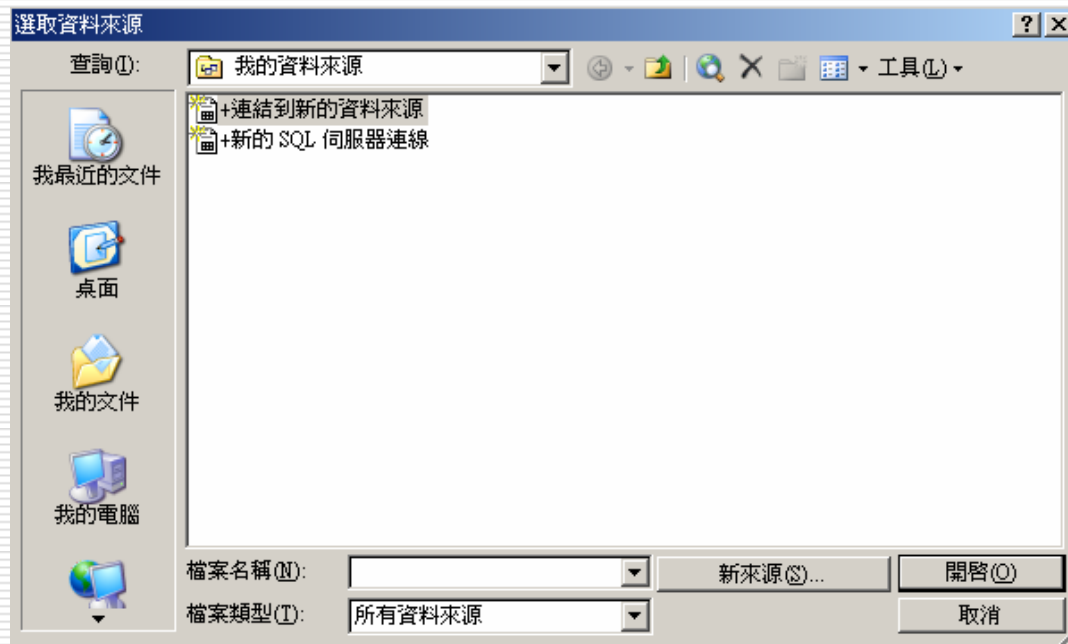 選取資料來源
查詢(I):
我的資料來源
工具(L)
+連結到新的資料來源
+新的 SQL 伺服器連線
我最近的文件
桌面
我的文件
我的電腦
檔案名稱(N):
新來源(S)...
開啓(O)
檔案類型(T):
所有資料來源
取消